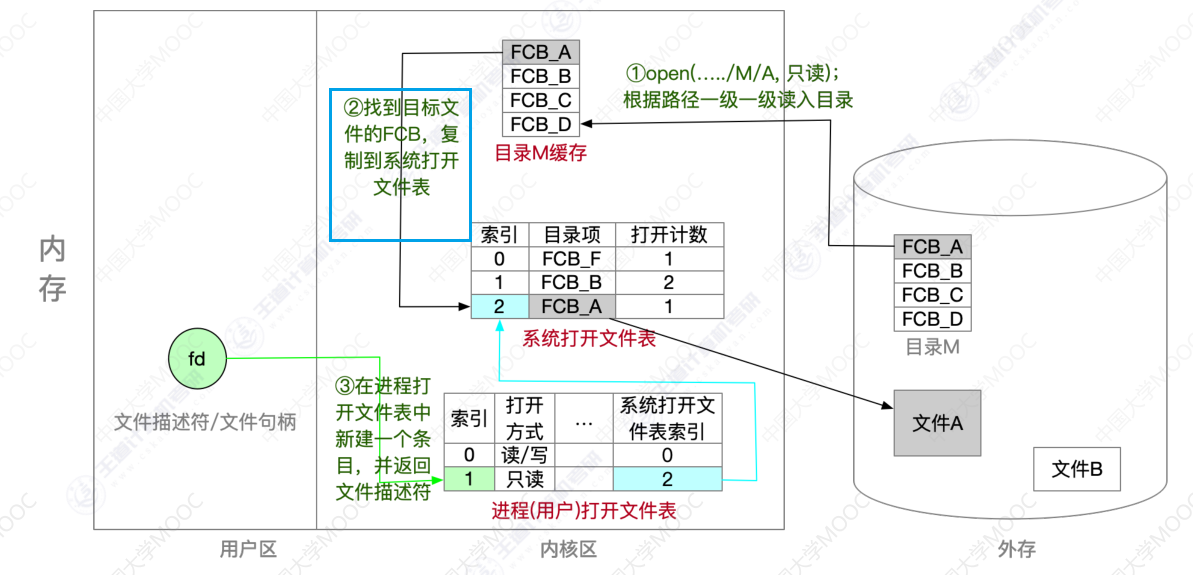 FCB_A
FCB_B
FCB_C
FCB_D
目录M缓存
①open(…../M/A, 只读)；
根据路径一级一级读入目录
②找到目标文
件的FCB，复
制到系统打开
文件表
索引 目录项 打开计数
0 FCB_F 1
1 FCB_B 2
2 FCB_A 1
系统打开文件表
内
存
fd
文件描述符/文件句柄
③在进程打
开文件表中
新建一个条
目，并返回
文件描述符
索引 打开方式 … 系统打开文件表索引
0 读/写 0
1 只读 2
进程(用户)打开文件表
FCB_A
FCB_B
FCB_C
FCB_D
目录M
文件A
文件B
用户区
内核区
外存
中国大学MOOC
王道计算机考研